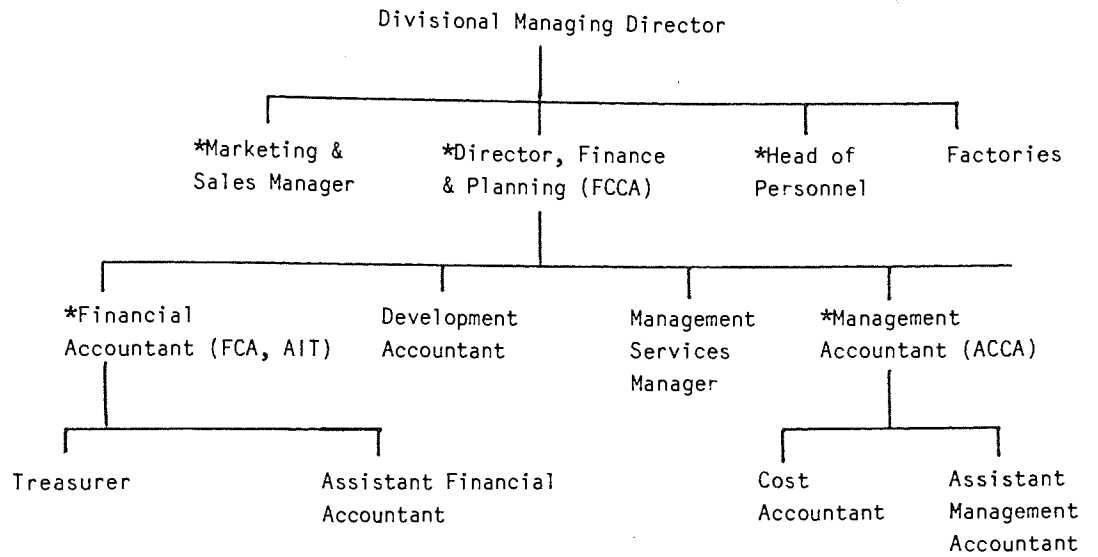 Divisional Managing Director
*Marketing &
Sales Manager
*Director, Finance
& Planning (FCCA)
*Head of
Personnel
Factories
*Financial
Accountant (FCA, AIT)
Development
Accountant
Management
Services
Manager
*Management
Accountant (ACCA)
Treasurer
Assistant Financial
Accountant
Cost
Accountant
Assistant
Management
Accountant